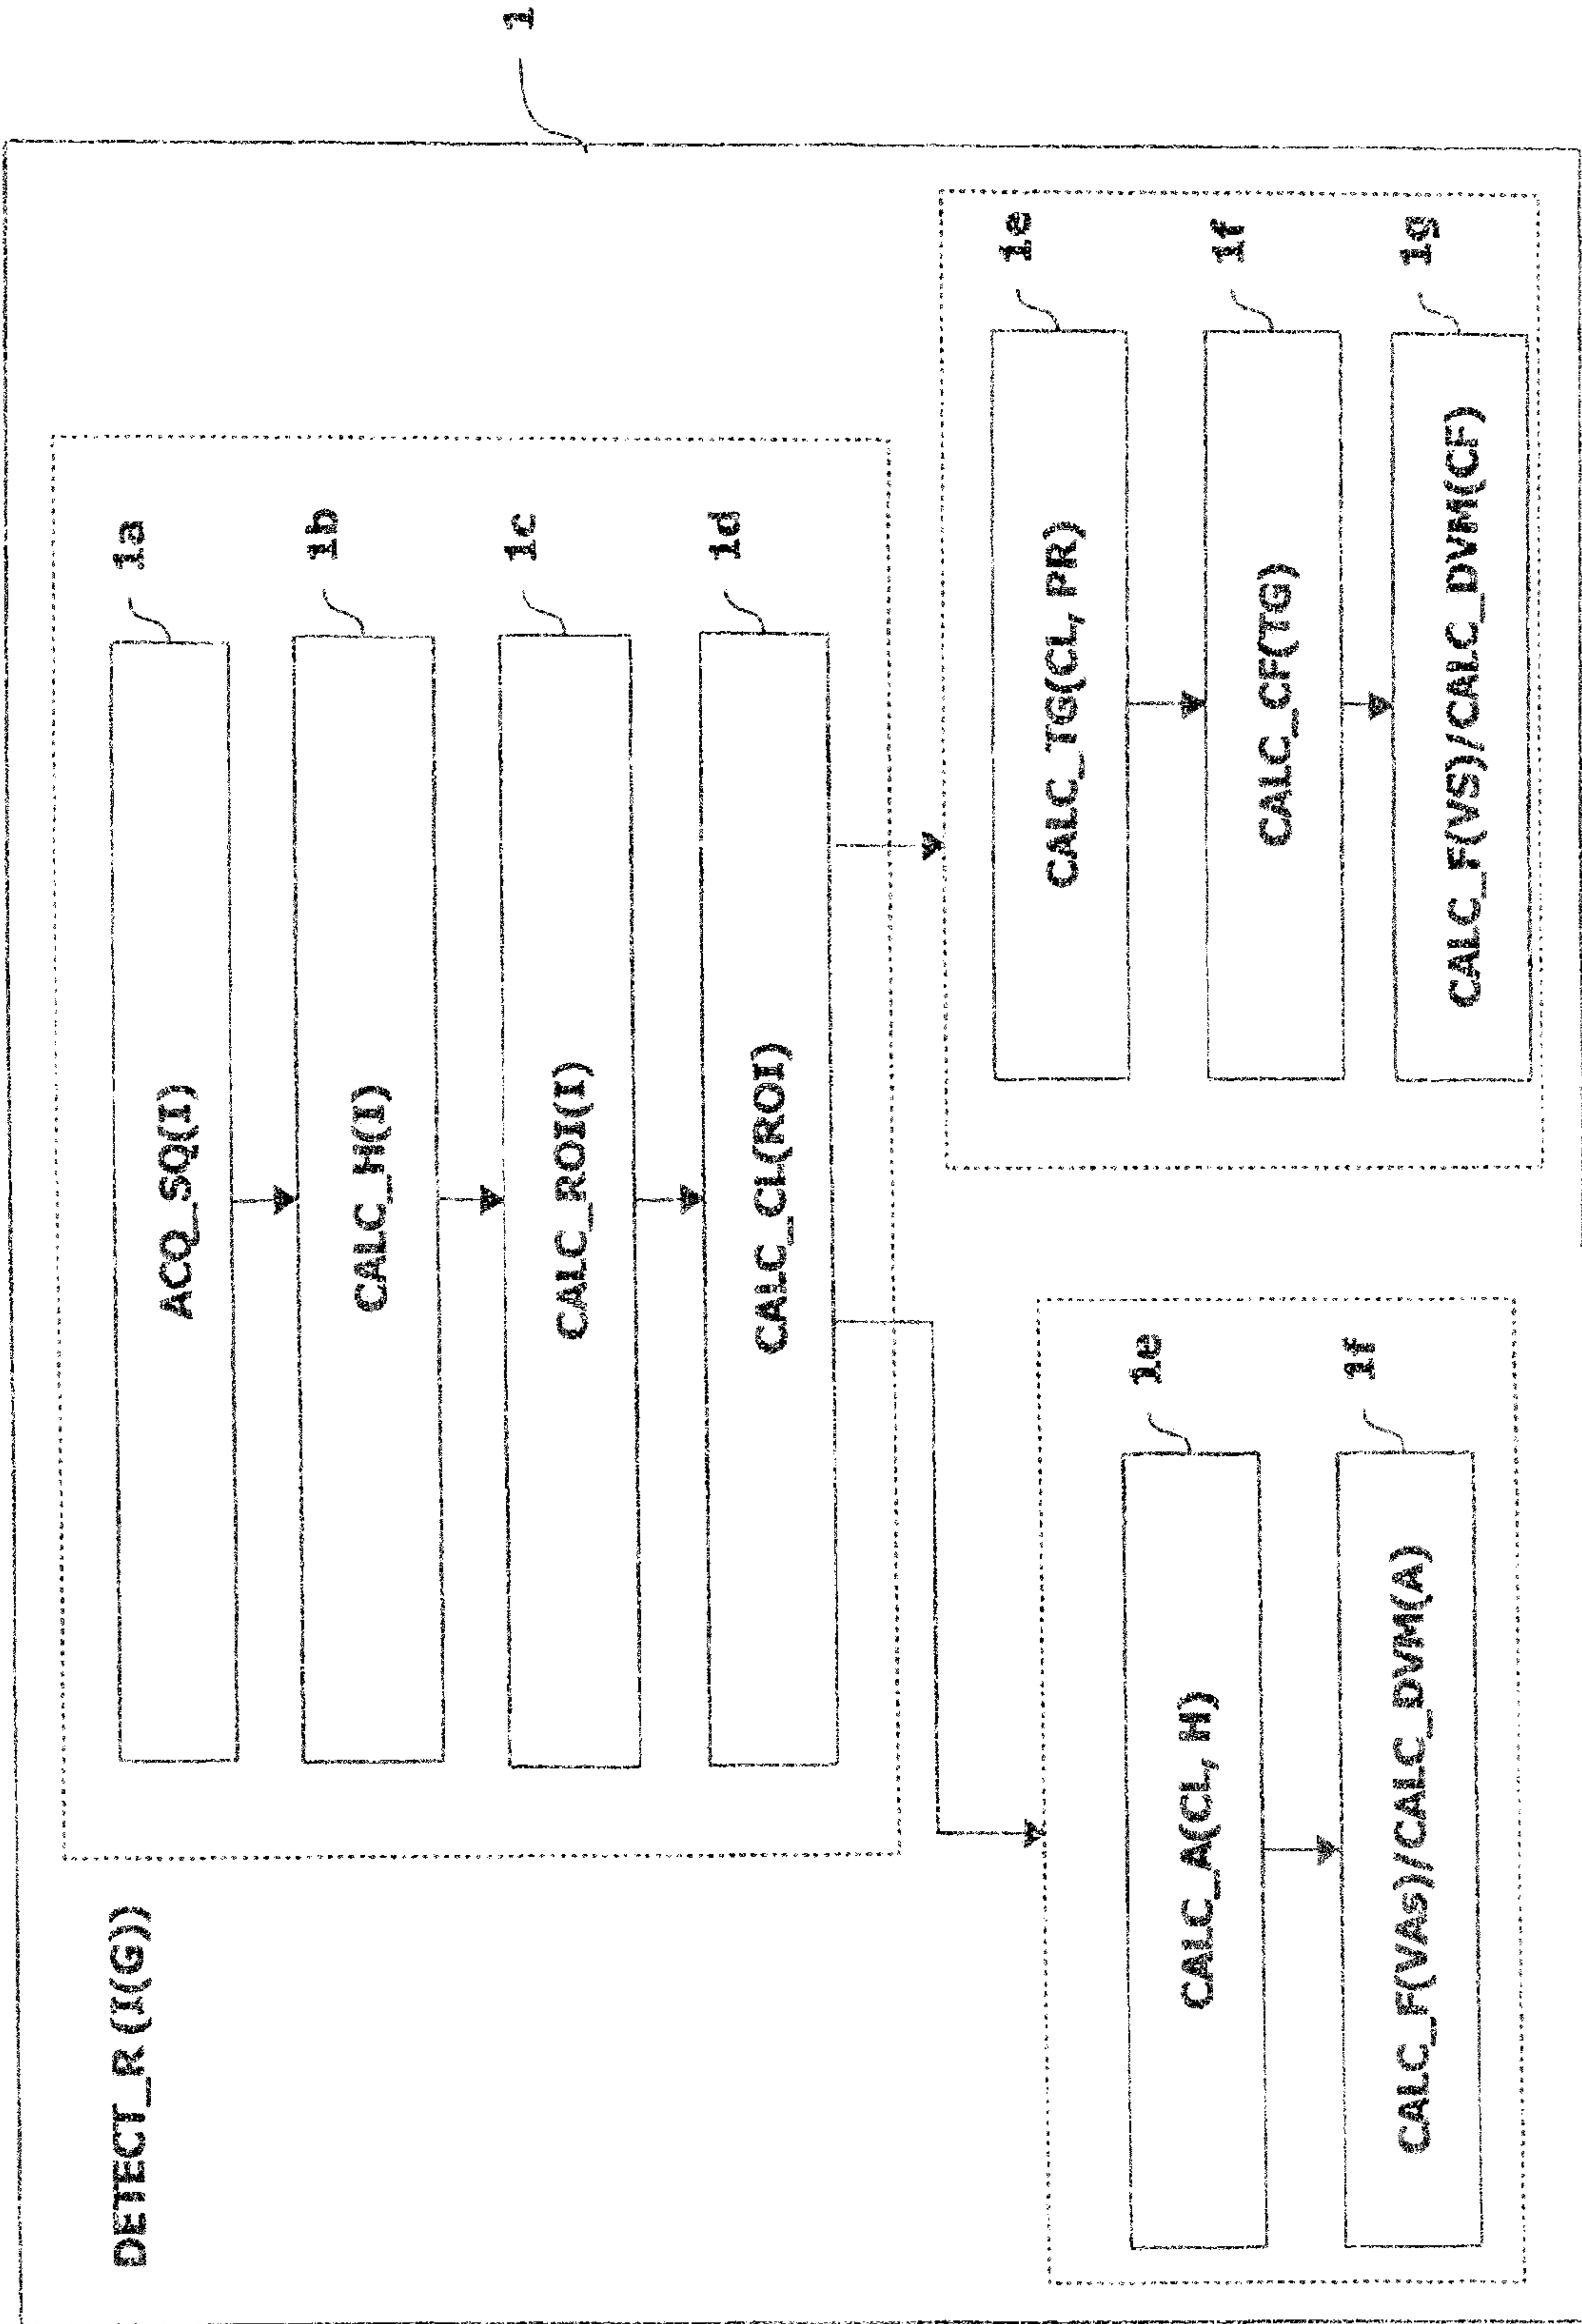 1
DETECT_R (I(G))
ACQ_SQ(I)
1a
CALC_H(I)
1b
CALC_ROI(I)
1c
CALC_CL(ROI)
1d
CALC_A(CL, H)
1e
CALC_F(VAs)/CALC_DVM(A)
1f
CALC_TG(CL, PR)
1e
CALC_CF(TG)
1f
CALC_F(VS)/CALC_DVM(CF)
1g